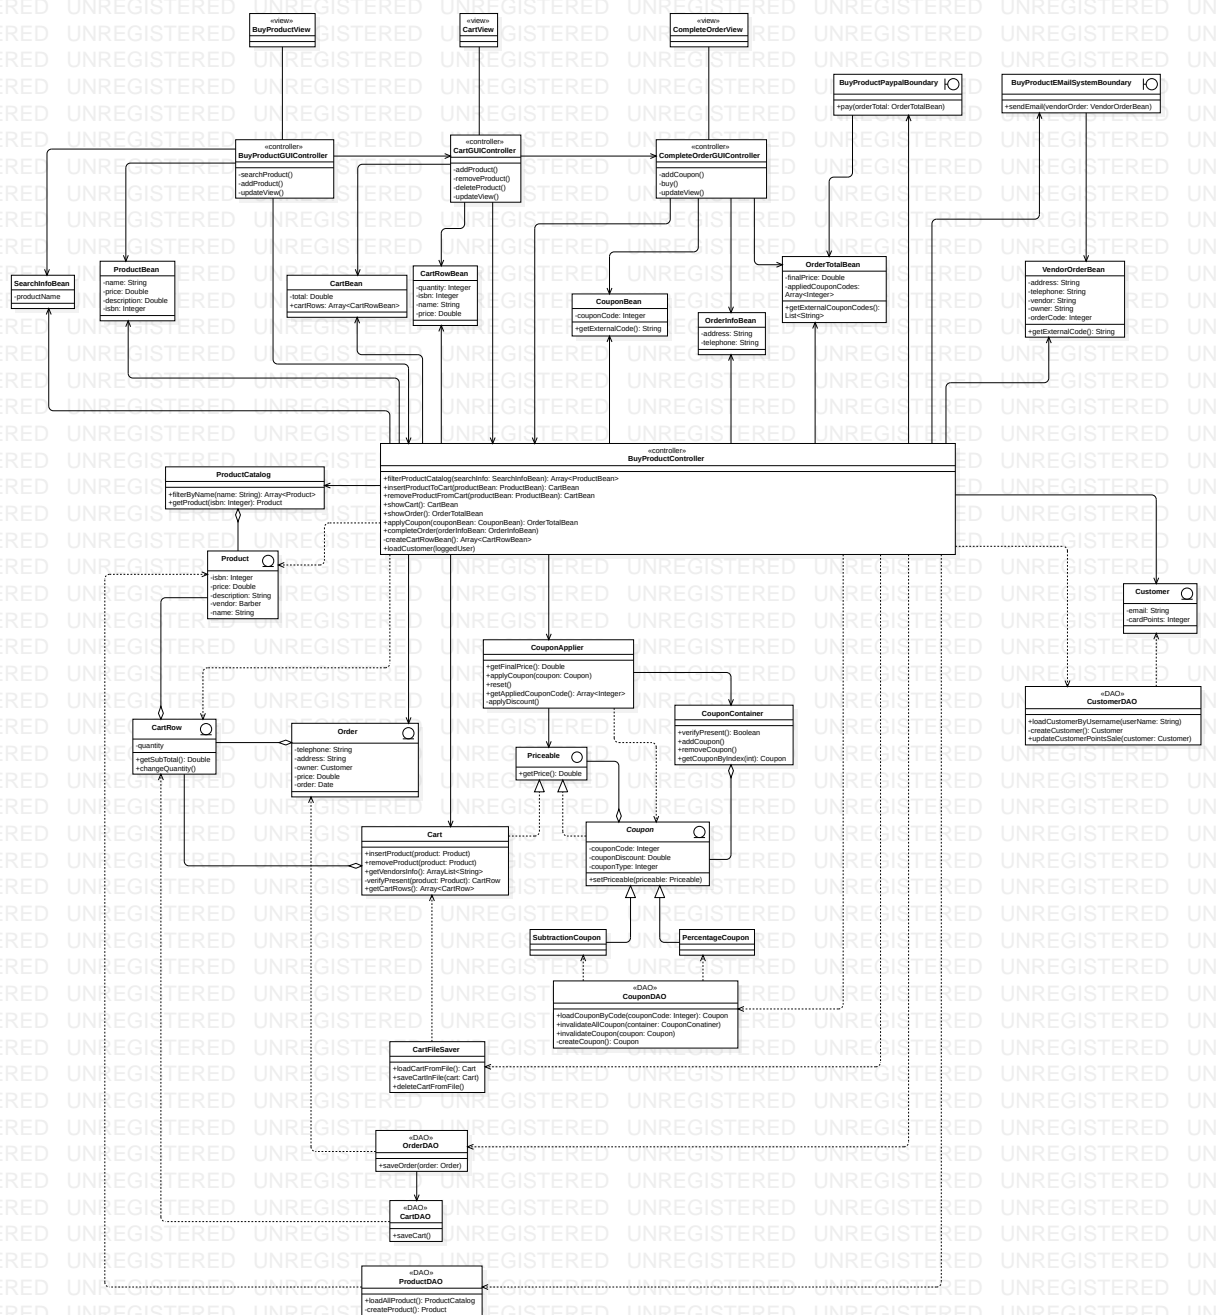 «view»
BuyProductView
«view»
CartView
«view»
CompleteOrderView
BuyProductPaypalBoundary
+pay(orderTotal: OrderTotalBean)
BuyProductEMailSystemBoundary
+sendEmail(vendorOrder: VendorOrderBean)
«controller»
BuyProductGUIController
-searchProduct()
-addProduct()
-updateView()
«controller»
CartGUIController
-addProduct()
-removeProduct()
-deleteProduct()
-updateView()
«controller»
CompleteOrderGUIController
-addCoupon()
-buy()
-updateView()
SearchInfoBean
-productName
ProductBean
-name: String
-price: Double
-description: Double
-isbn: Integer
CartBean
-total: Double
+cartRows: Array<CartRowBean>
CartRowBean
-quantity: Integer
-isbn: Integer
-name: String
-price: Double
CouponBean
-couponCode: Integer
+getExternalCode(): String
OrderInfoBean
-address: String
-telephone: String
OrderTotalBean
-finalPrice: Double
-appliedCouponCodes:
Array<Integer>
+getExternalCouponCodes():
List<String>
VendorOrderBean
-address: String
-telephone: String
-vendor: String
-owner: String
-orderCode: Integer
+getExternalCode(): String
«controller»
BuyProductController
+filterProductCatalog(searchInfo: SearchInfoBean): Array<ProductBean>
+insertProductToCart(productBean: ProductBean): CartBean
+removeProductFromCart(productBean: ProductBean): CartBean
+showCart(): CartBean
+showOrder(): OrderTotalBean
+applyCoupon(couponBean: CouponBean): OrderTotalBean
+completeOrder(orderInfoBean: OrderInfoBean)
-createCartRowBean(): Array<CartRowBean>
+loadCustomer(loggedUser)
ProductCatalog
+filterByName(name: String): Array<Product>
+getProduct(isbn: Integer): Product
Product
-isbn: Integer
-price: Double
-description: String
-vendor: Barber
-name: String
Customer
-email: String
-cardPoints: Integer
CouponApplier
+getFinalPrice(): Double
+applyCoupon(coupon: Coupon)
+reset()
+getAppliedCouponCode(): Array<Integer>
-applyDiscount()
«DAO»
CustomerDAO
+loadCustomerByUsername(userName: String)
-createCustomer(): Customer
+updateCustomerPointsSale(customer: Customer)
CouponContainer
+verifyPresent(): Boolean
+addCoupon()
+removeCoupon()
+getCouponByIndex(int): Coupon
CartRow
-quantity
+getSubTotal(): Double
+changeQuantity()
Order
-telephone: String
-address: String
-owner: Customer
-price: Double
-order: Date
Priceable
+getPrice(): Double
Cart
+insertProduct(product: Product)
+removeProduct(product: Product)
+getVendorsInfo(): ArrayList<String>
-verifyPresent(product: Product): CartRow
+getCartRows(): Array<CartRow>
Coupon
-couponCode: Integer
-couponDiscount: Double
-couponType: Integer
+setPriceable(priceable: Priceable)
SubtractionCoupon
PercentageCoupon
«DAO»
CouponDAO
+loadCouponByCode(couponCode: Integer): Coupon
+invalidateAllCoupon(container: CouponConatiner)
+invalidateCoupon(coupon: Coupon)
-createCoupon(): Coupon
CartFileSaver
+loadCartFromFile(): Cart
+saveCartInFile(cart: Cart)
+deleteCartFromFile()
«DAO»
OrderDAO
+saveOrder(order: Order)
«DAO»
CartDAO
+saveCart()
«DAO»
ProductDAO
+loadAllProduct(): ProductCatalog
-createProduct(): Product